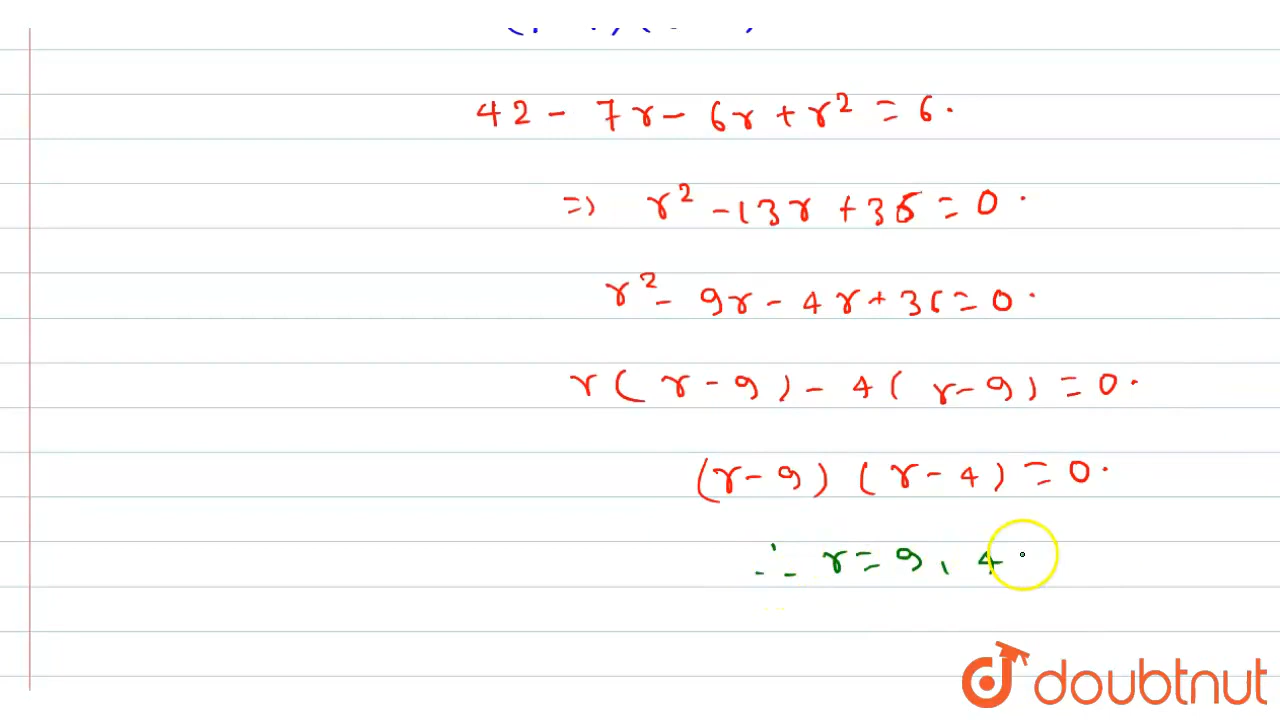 42 - 7r - 6r + r² = 6.
⇒ r² - 13r + 36 = 0.
r² - 9r - 4r + 36 = 0.
r(r - 9) - 4(r - 9) = 0.
(r - 9)(r - 4) = 0.
∴ r = 9, 4
doubtnut